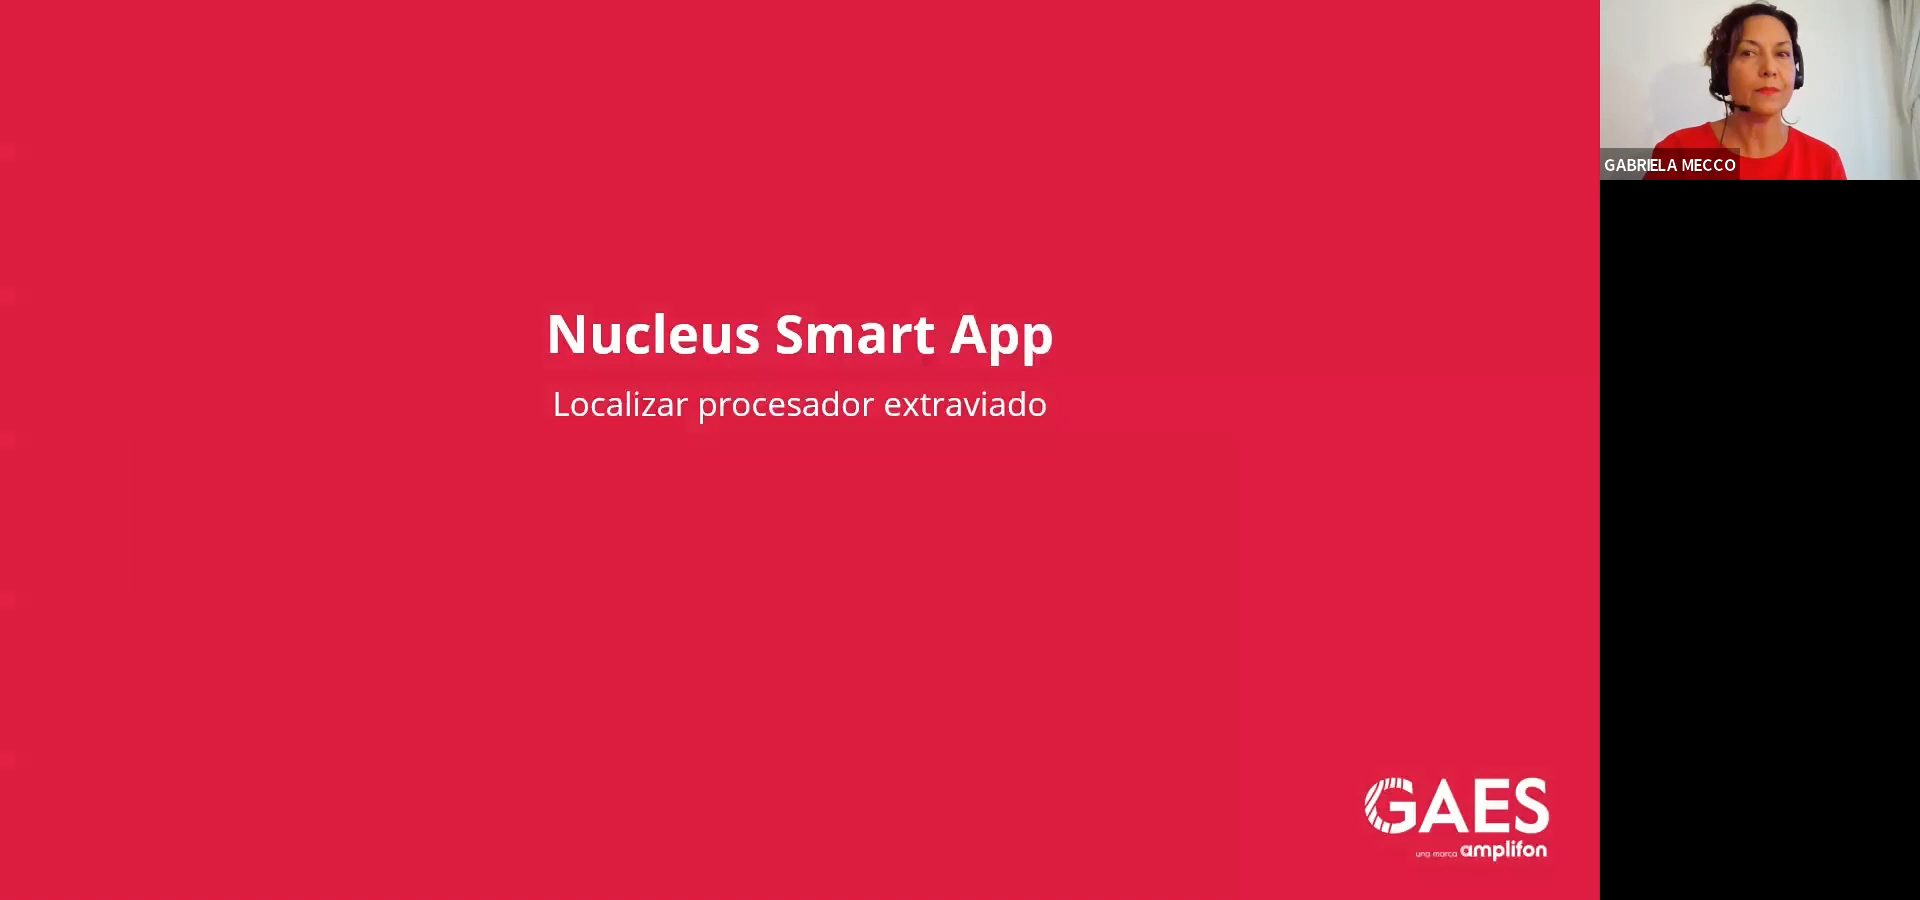 Nucleus Smart App
Localizar procesador extraviado
GABRIELA MECCO
GAES
una marca amplifon